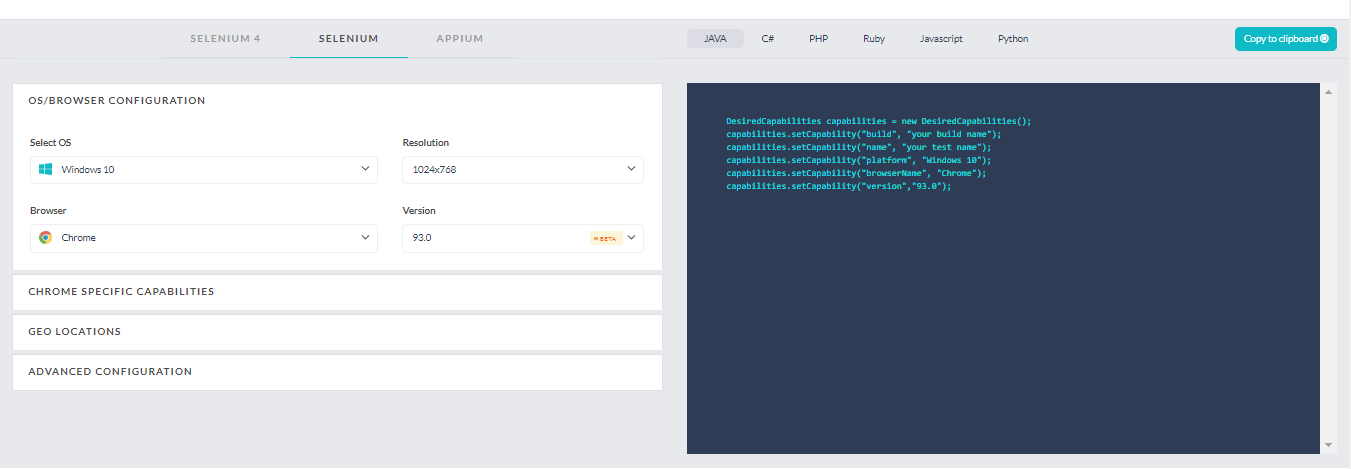 SELENIUM 4 SELENIUM APPIUM
JAVA C# PHP Ruby Javascript Python
Copy to clipboard
OS/BROWSER CONFIGURATION
Select OS Resolution
Windows 10 1024x768
Browser Version
Chrome 93.0 BETA
CHROME SPECIFIC CAPABILITIES
GEO LOCATIONS
ADVANCED CONFIGURATION
DesiredCapabilities capabilities = new DesiredCapabilities();
capabilities.setCapability("build", "your build name");
capabilities.setCapability("name", "your test name");
capabilities.setCapability("platform", "Windows 10");
capabilities.setCapability("browserName", "Chrome");
capabilities.setCapability("version","93.0");